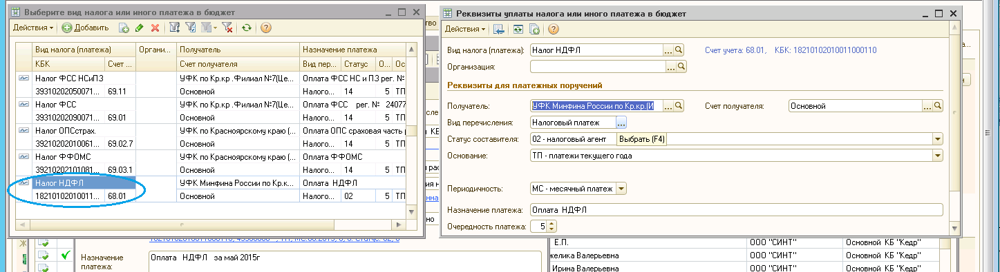 Выберите вид налога или иного платежа в бюджет
Действия
Добавить
Вид налога (платежа) Органи... Получатель Назначение платежа
КБК Счет ... Счет получателя Вид пер... Статус О... Ос
Налог ФСС НСиПЗ УФК по Кр.кр .Филиал №7(Це... Оплата ФСС НС и ПЗ рег. №
39310202050071... 69.11 Основной Налого... 14 5 ТП
Налог ФСС УФК по Кр.кр .Филиал №7(Це... Оплата ФСС рег. № 24077
39310202090071... 69.01 Основной Налого... 14 5 ТП
Налог ОПСстрах. УФК по Красноярскому краю (... Оплата ОПС сраховая часть
39210202010061... 69.02.7 Основной Налого... 14 5 ТП
Налог ФФОМС УФК по Красноярскому краю (... Оплата ФФОМС
39210202101081... 69.03.1 Основной Налого... 14 5 ТП
Налог НДФЛ УФК Минфина России по Кр.к... Оплата НДФЛ
18210102010011... 68.01 Основной Налого... 02 5 ТП
Реквизиты уплаты налога или иного платежа в бюджет
Действия
Вид налога (платежа): Налог НДФЛ ... Счет учета: 68.01, КБК: 18210102010011000110
Организация: ...
Реквизиты для платежных поручений
Получатель: УФК Минфина России по Кр.кр.(И ... Счет получателя: Основной ...
Вид перечисления: Налоговый платеж ...
Статус составителя: 02 - налоговый агент Выбрать (F4)
Основание: ТП - платежи текущего года
Периодичность: МС - месячный платеж
Назначение платежа: Оплата НДФЛ
Очередность платежа: 5
Назначение платежа: Оплата НДФЛ за май 2015г
Е.П. ООО "СИНТ" Основной КБ "Кедр"
желика Валерьевна ООО "СИНТ" Основной КБ "Кедр"
Ирина Валерьевна ООО "СИНТ" Основной КБ "Кедр"